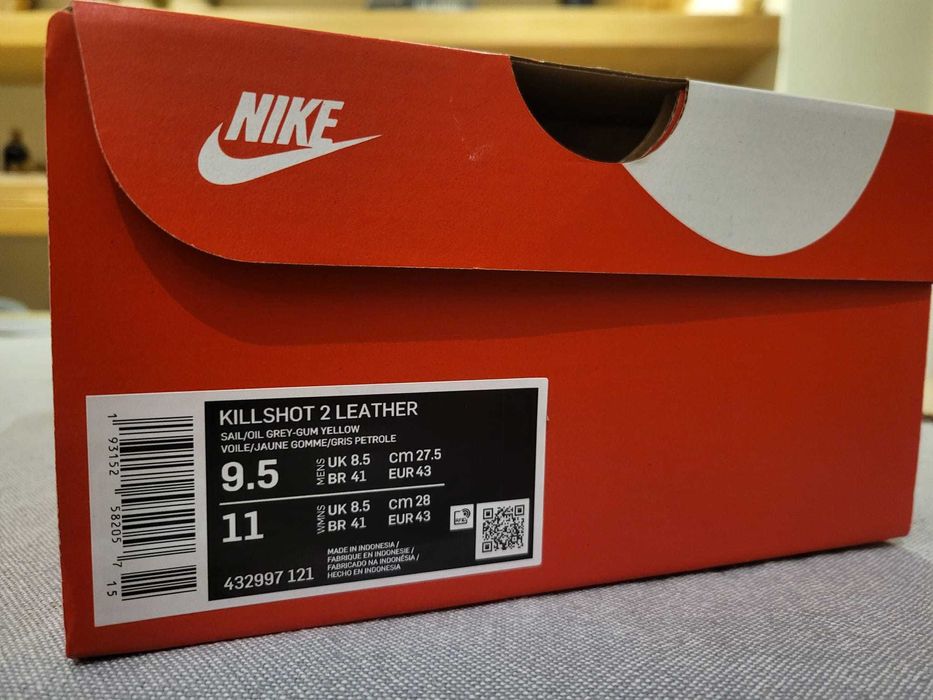 NIKE
KILLSHOT 2 LEATHER
SAIL/OIL GREY-GUM YELLOW
VOILE/JAUNE GOMME/GRIS PETROLE
9.5 MENS UK 8.5 cm 27.5
BR 41 EUR 43
11 WMNS UK 8.5 cm 28
BR 41 EUR 43
MADE IN INDONESIA /
FABRIQUE EN INDONESIE /
FABRICADO NA INDONÉSIA /
HECHO EN INDONESIA
432997 121
RFID
1 93152 58205 7 15